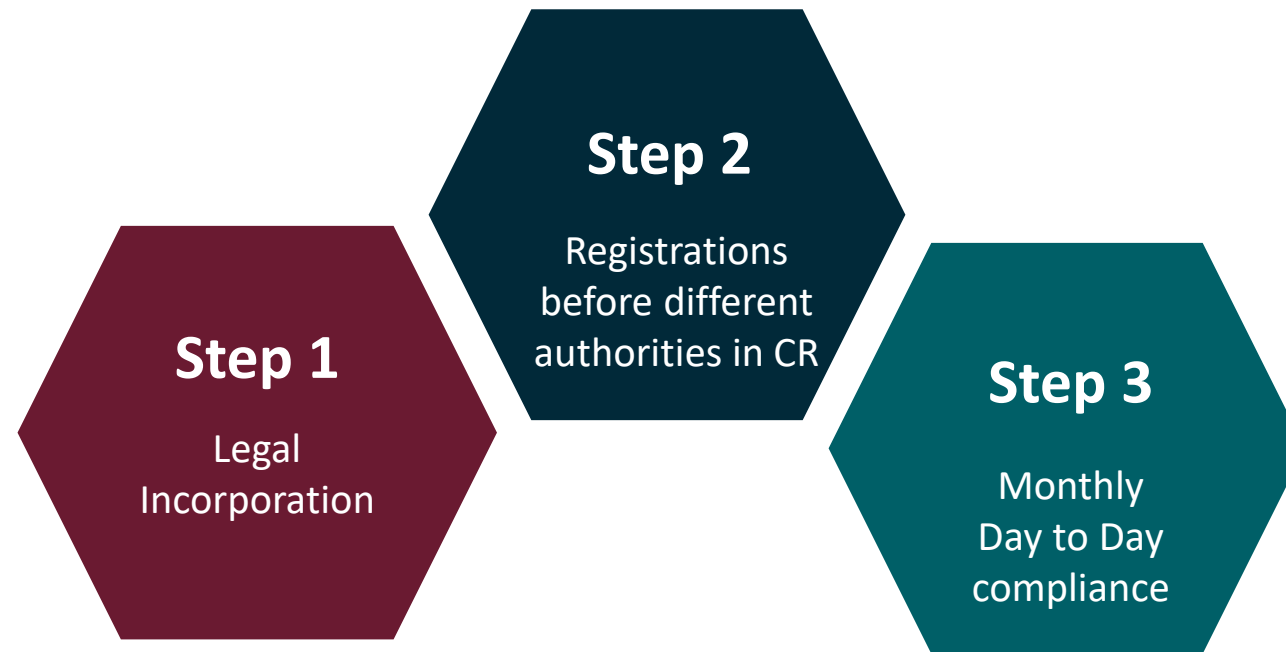 Step 1
Legal
Incorporation
Step 2
Registrations
before different
authorities in CR
Step 3
Monthly
Day to Day
compliance